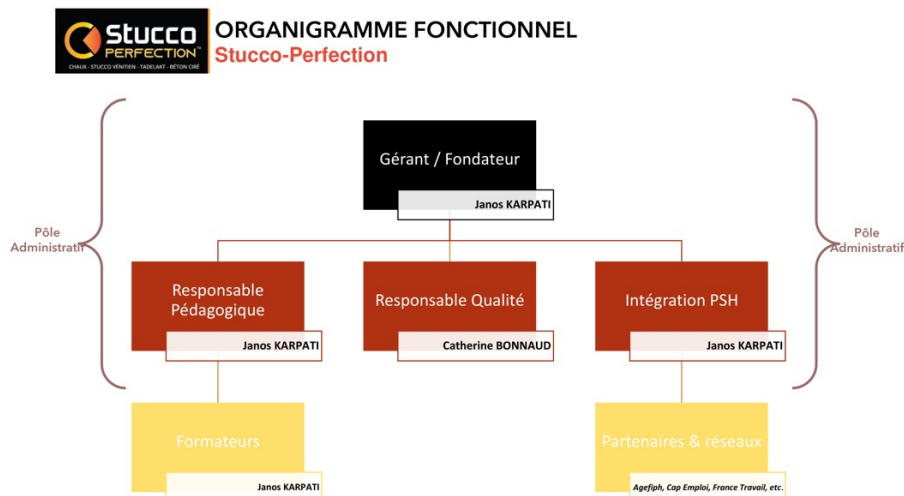 Stucco
PERFECTION™
CHAUX - STUCCO VÉNITIEN - TADELAKT - BÉTON CIRÉ
ORGANIGRAMME FONCTIONNEL
Stucco-Perfection
Gérant / Fondateur
Janos KARPATI
Pôle
Administratif
Pôle
Administratif
Responsable
Pédagogique
Janos KARPATI
Responsable Qualité
Catherine BONNAUD
Intégration PSH
Janos KARPATI
Formateurs
Janos KARPATI
Partenaires & réseaux
Agefiph, Cap Emploi, France Travail, etc.